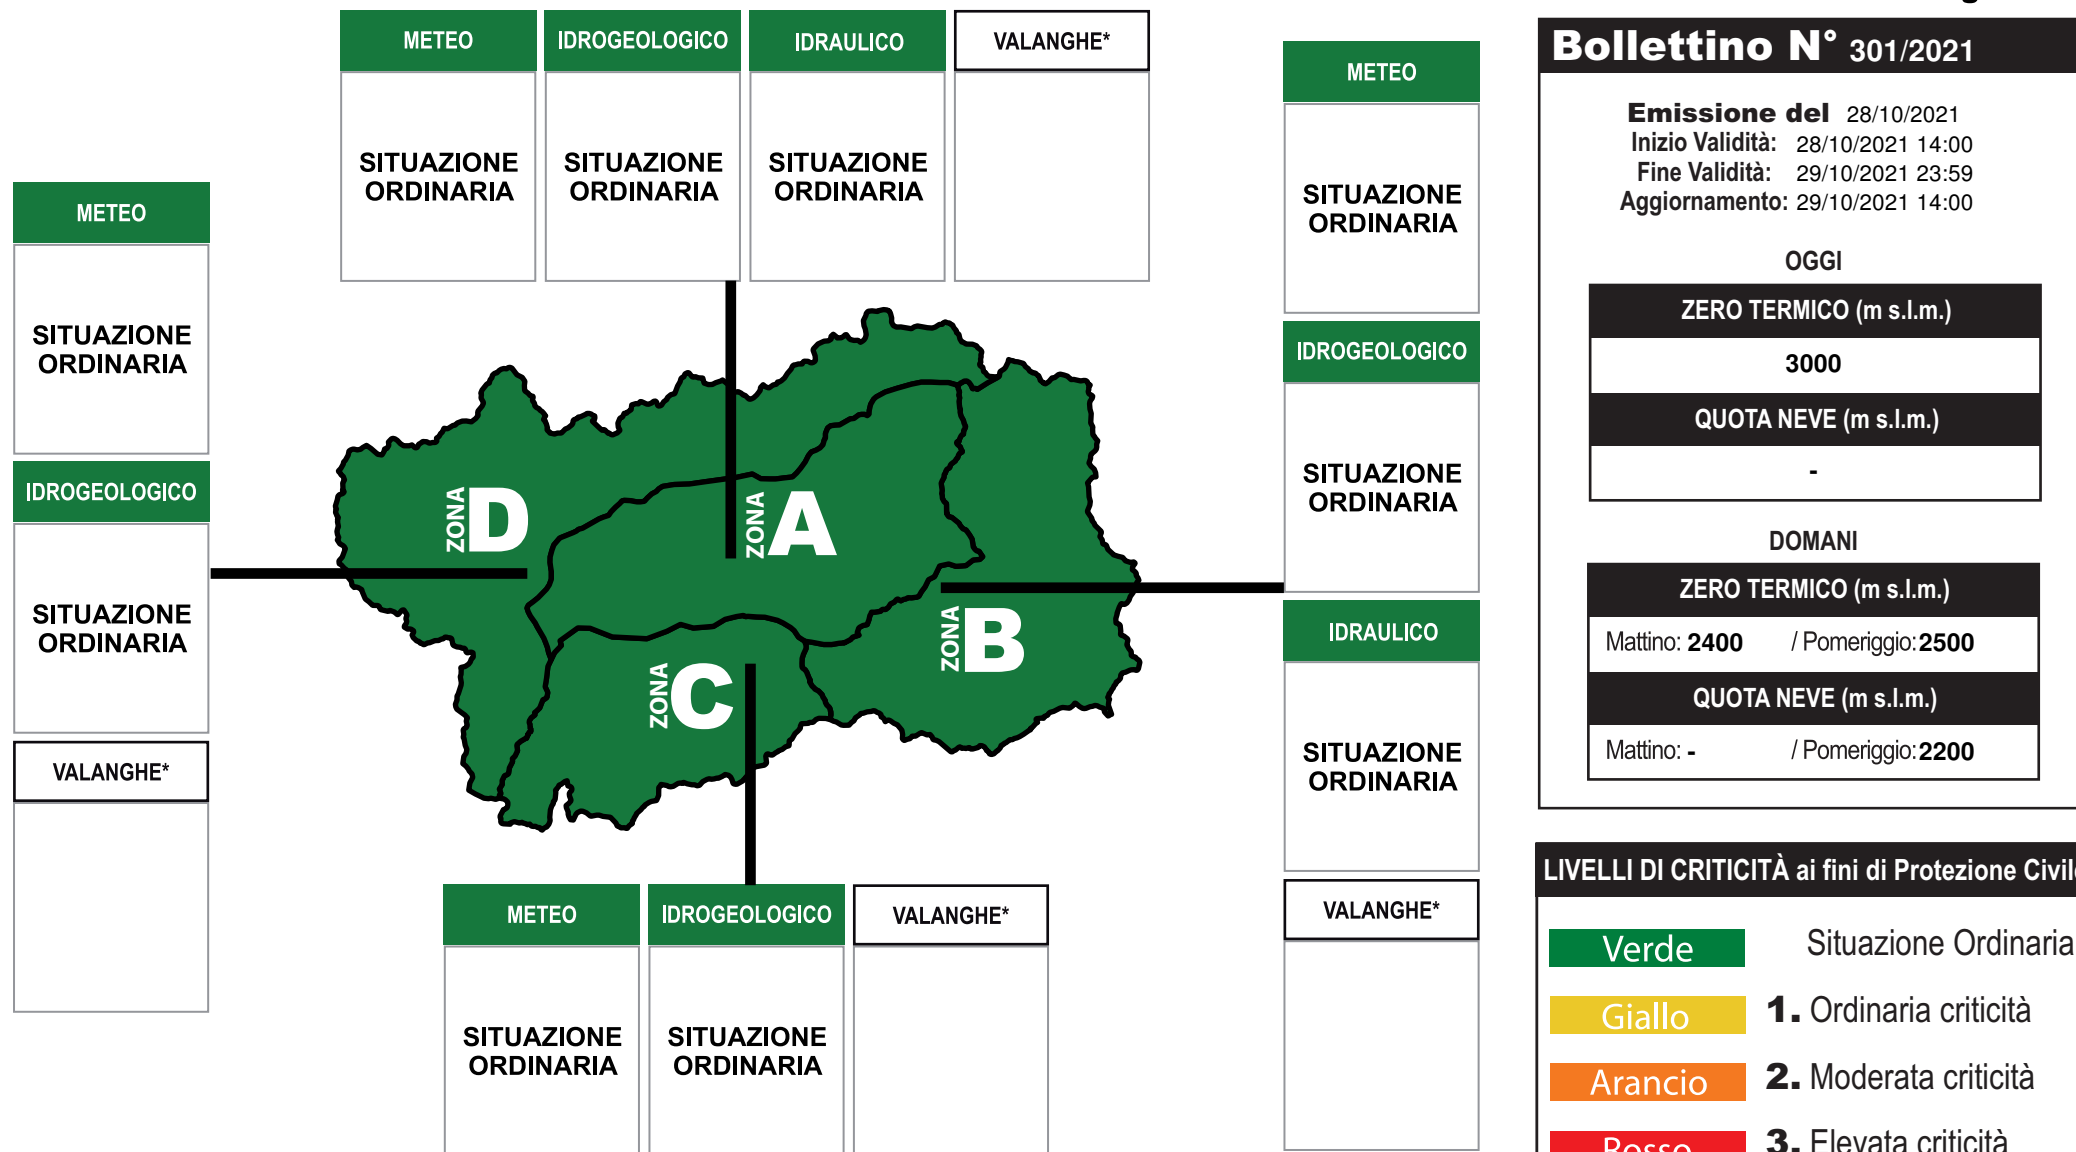 METEO
IDROGEOLOGICO
IDRAULICO
VALANGHE*
SITUAZIONE
ORDINARIA
SITUAZIONE
ORDINARIA
SITUAZIONE
ORDINARIA
METEO
SITUAZIONE
ORDINARIA
IDROGEOLOGICO
SITUAZIONE
ORDINARIA
VALANGHE*
ZONA D
ZONA A
ZONA B
ZONA C
METEO
SITUAZIONE
ORDINARIA
IDROGEOLOGICO
SITUAZIONE
ORDINARIA
IDRAULICO
SITUAZIONE
ORDINARIA
VALANGHE*
METEO
IDROGEOLOGICO
VALANGHE*
SITUAZIONE
ORDINARIA
SITUAZIONE
ORDINARIA
Bollettino N° 301/2021
Emissione del 28/10/2021
Inizio Validità: 28/10/2021 14:00
Fine Validità: 29/10/2021 23:59
Aggiornamento: 29/10/2021 14:00
OGGI
ZERO TERMICO (m s.l.m.)
3000
QUOTA NEVE (m s.l.m.)
-
DOMANI
ZERO TERMICO (m s.l.m.)
Mattino: 2400 / Pomeriggio: 2500
QUOTA NEVE (m s.l.m.)
Mattino: - / Pomeriggio: 2200
LIVELLI DI CRITICITÀ ai fini di Protezione Civile
Verde Situazione Ordinaria
Giallo 1. Ordinaria criticità
Arancio 2. Moderata criticità
Rosso 3. Elevata criticità